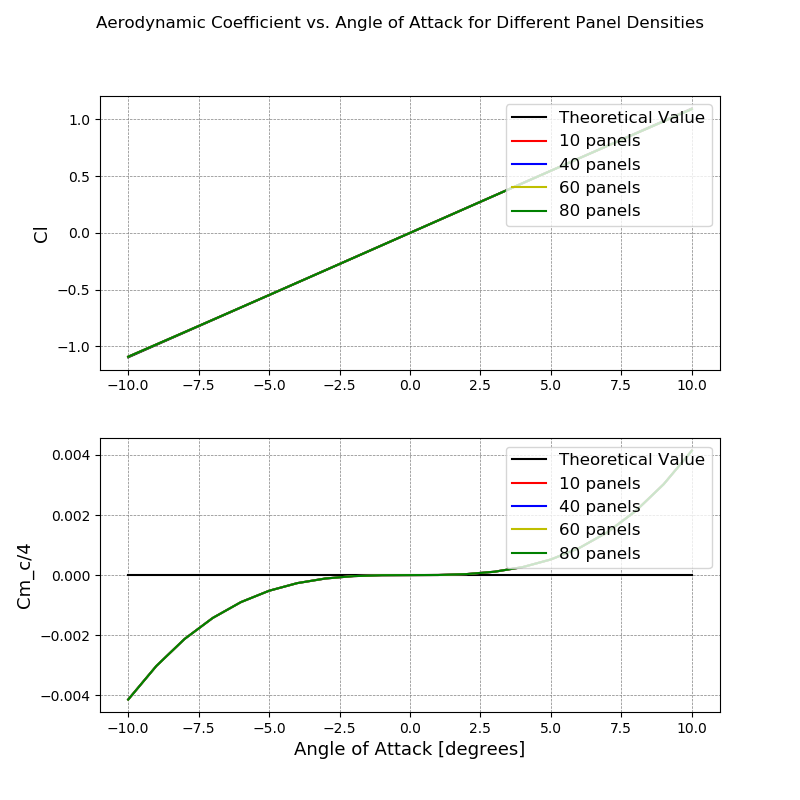 Aerodynamic Coefficient vs. Angle of Attack for Different Panel Densities
1.0
0.5
0.0
−0.5
−1.0
Cl
Theoretical Value
10 panels
40 panels
60 panels
80 panels
−10.0 −7.5 −5.0 −2.5 0.0 2.5 5.0 7.5 10.0
0.004
0.002
0.000
−0.002
−0.004
Cm_c/4
Theoretical Value
10 panels
40 panels
60 panels
80 panels
−10.0 −7.5 −5.0 −2.5 0.0 2.5 5.0 7.5 10.0
Angle of Attack [degrees]